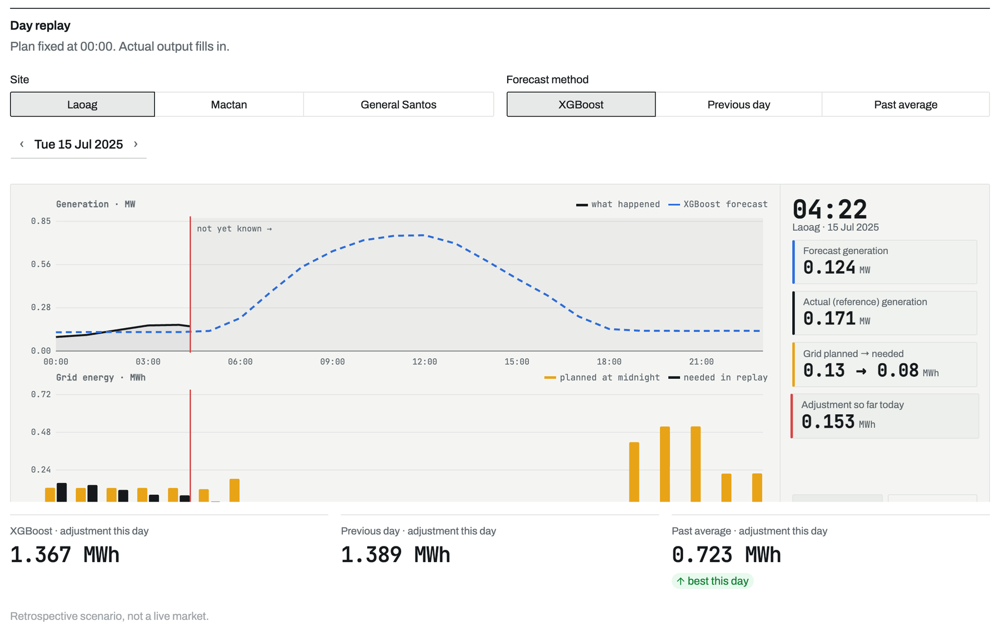 Day replay
Plan fixed at 00:00. Actual output fills in.
Site
Forecast method
Laoag
Mactan
General Santos
XGBoost
Previous day
Past average
‹ Tue 15 Jul 2025 ›
Generation · MW
what happened
XGBoost forecast
0.85
not yet known →
0.56
0.28
0.00
00:00
03:00
06:00
09:00
12:00
15:00
18:00
21:00
Grid energy · MWh
planned at midnight
needed in replay
0.72
0.48
0.24
04:22
Laoag · 15 Jul 2025
Forecast generation
0.124 MW
Actual (reference) generation
0.171 MW
Grid planned → needed
0.13 → 0.08 MWh
Adjustment so far today
0.153 MWh
XGBoost · adjustment this day
1.367 MWh
Previous day · adjustment this day
1.389 MWh
Past average · adjustment this day
0.723 MWh
↑ best this day
Retrospective scenario, not a live market.